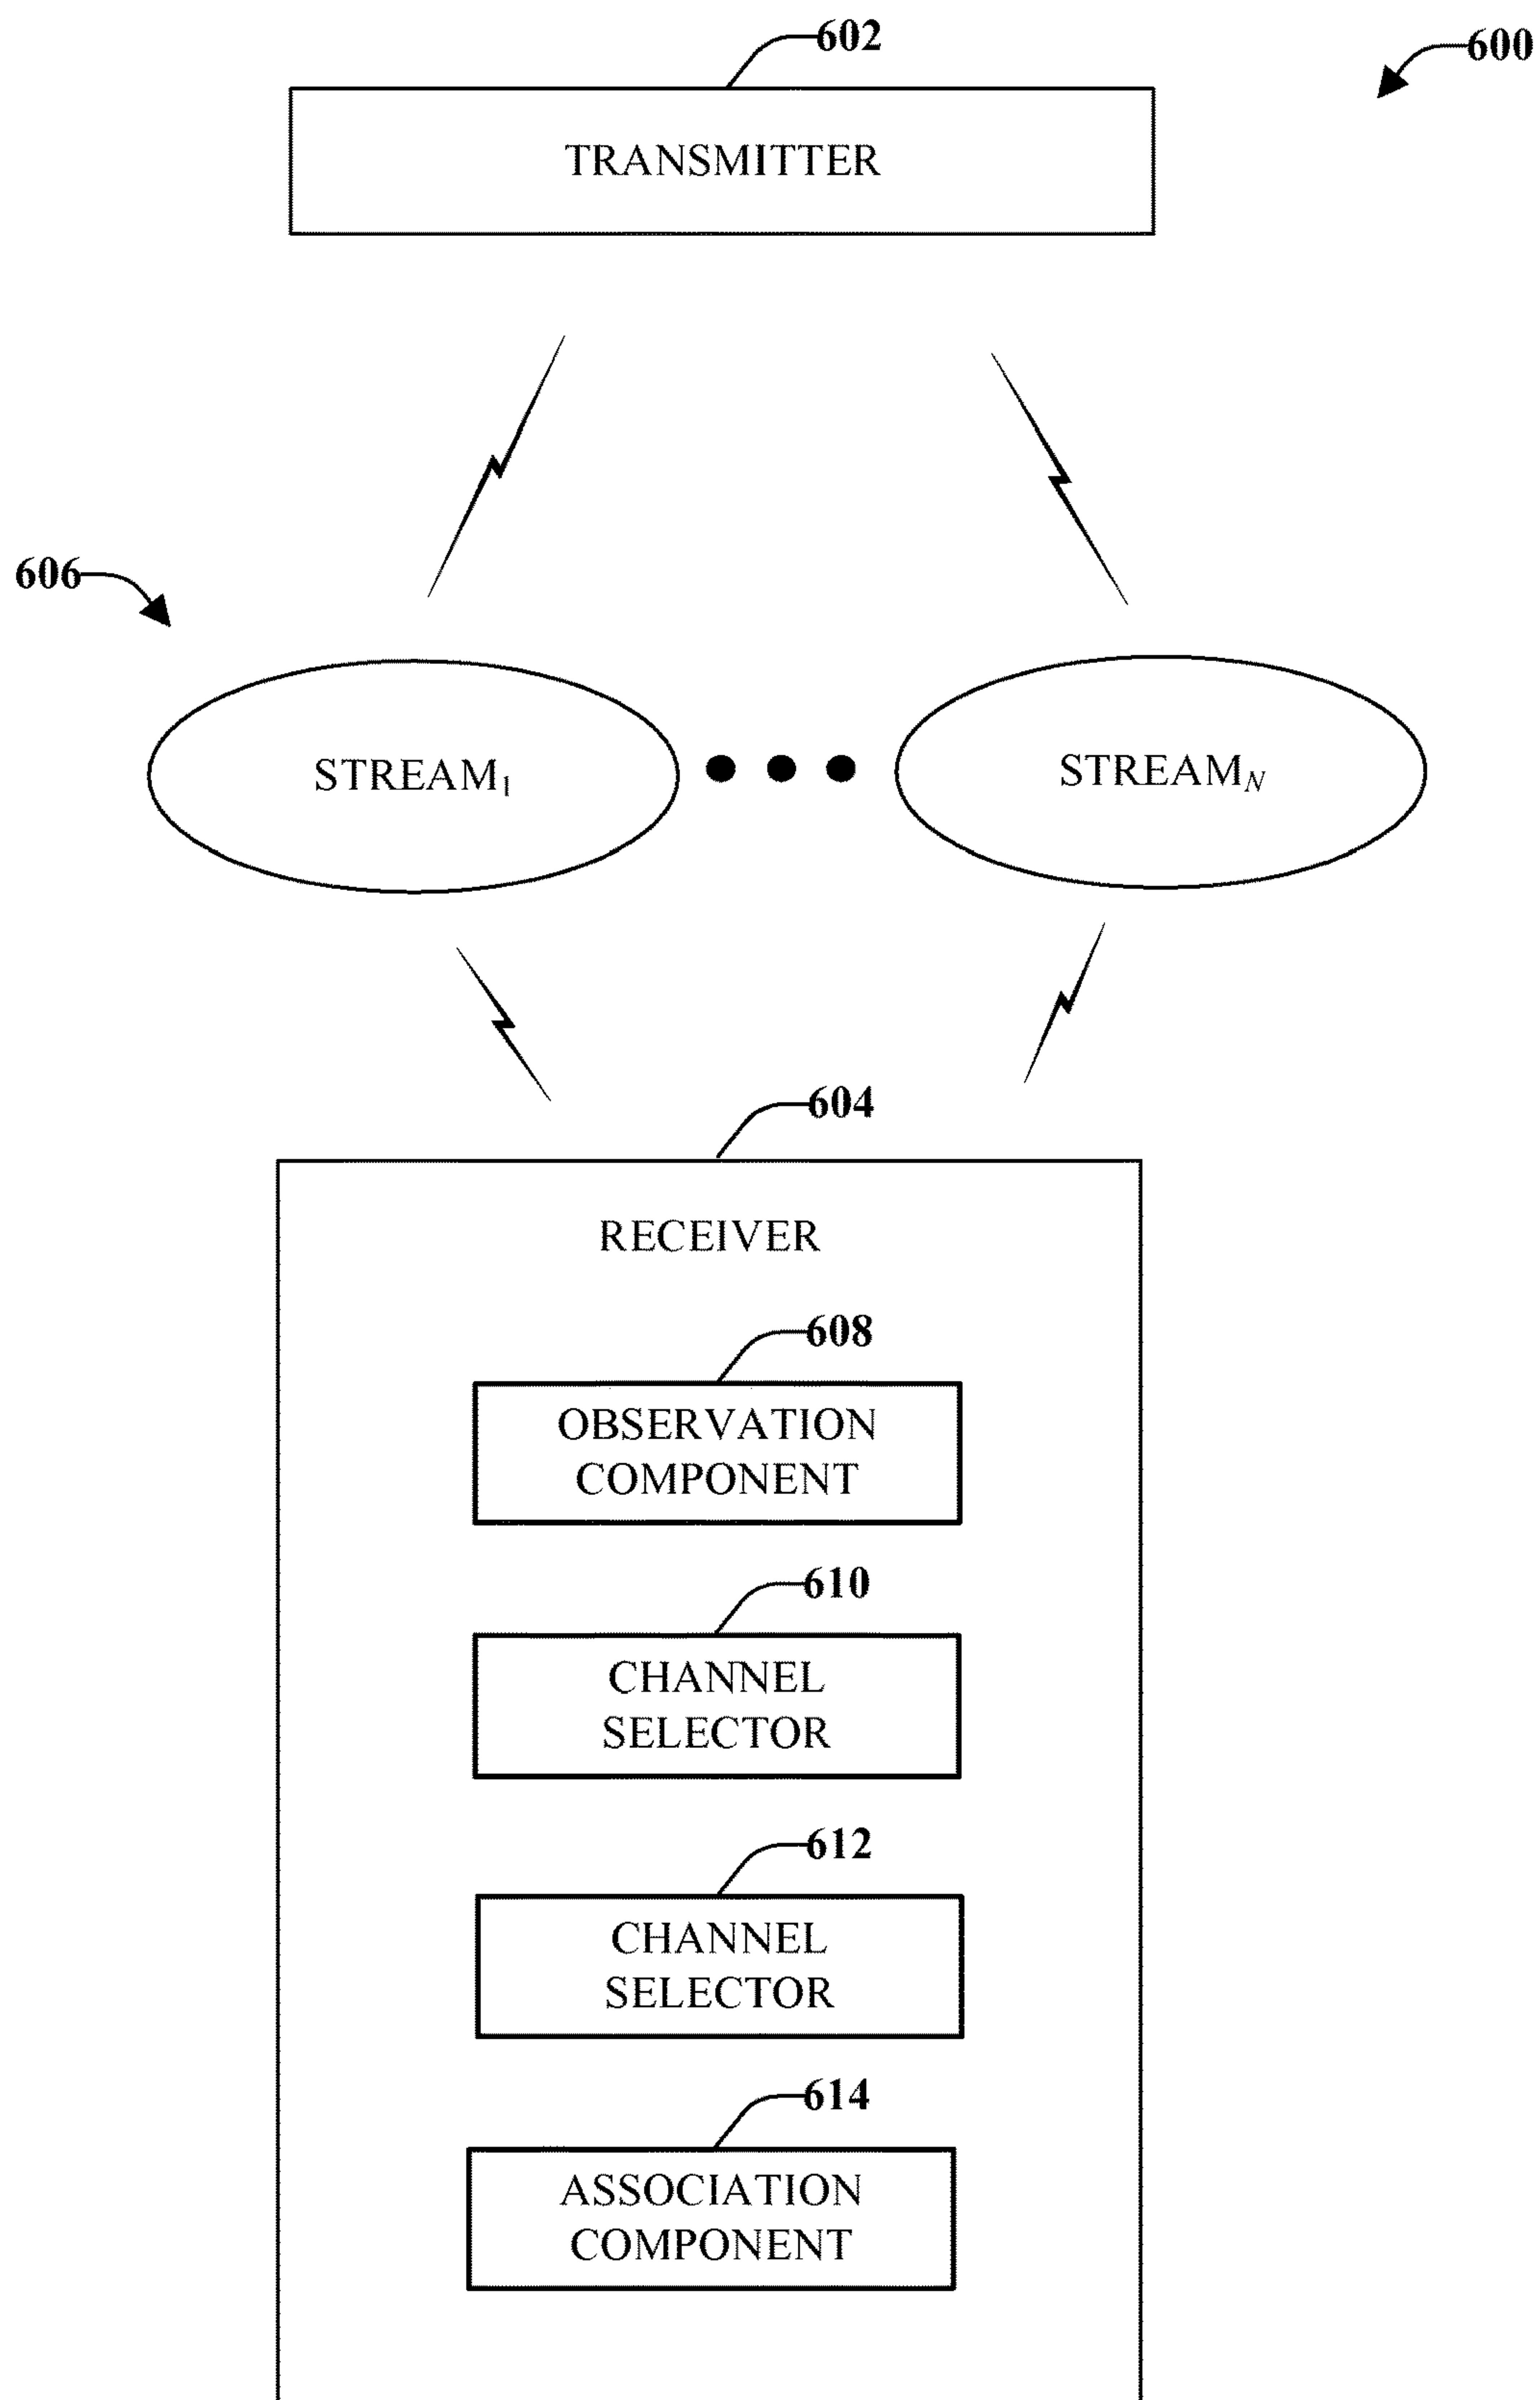 602
600
TRANSMITTER
606
STREAM1
STREAMN
604
RECEIVER
608
OBSERVATION
COMPONENT
610
CHANNEL
SELECTOR
612
CHANNEL
SELECTOR
614
ASSOCIATION
COMPONENT